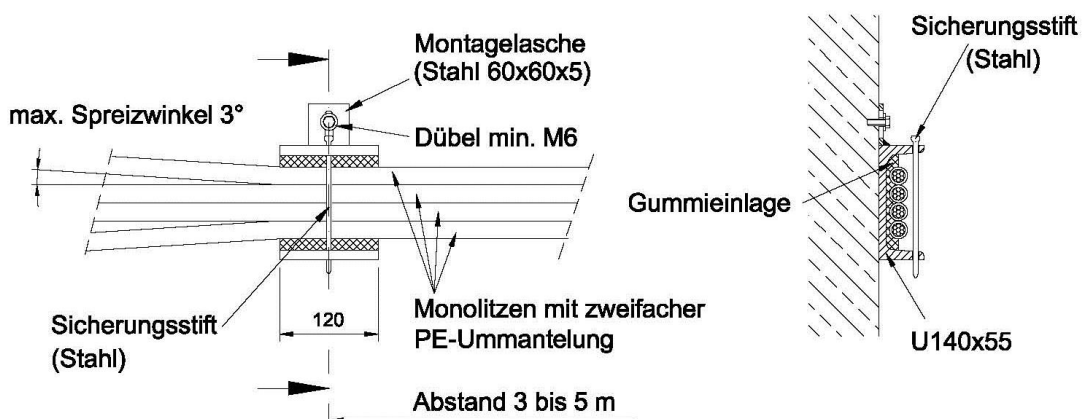 max. Spreizwinkel 3°
Montagelasche
(Stahl 60x60x5)
Dübel min. M6
Sicherungsstift
(Stahl)
120
Monolitzen mit zweifacher
PE-Ummantelung
Abstand 3 bis 5 m
Sicherungsstift
(Stahl)
Gummieinlage
U140x55